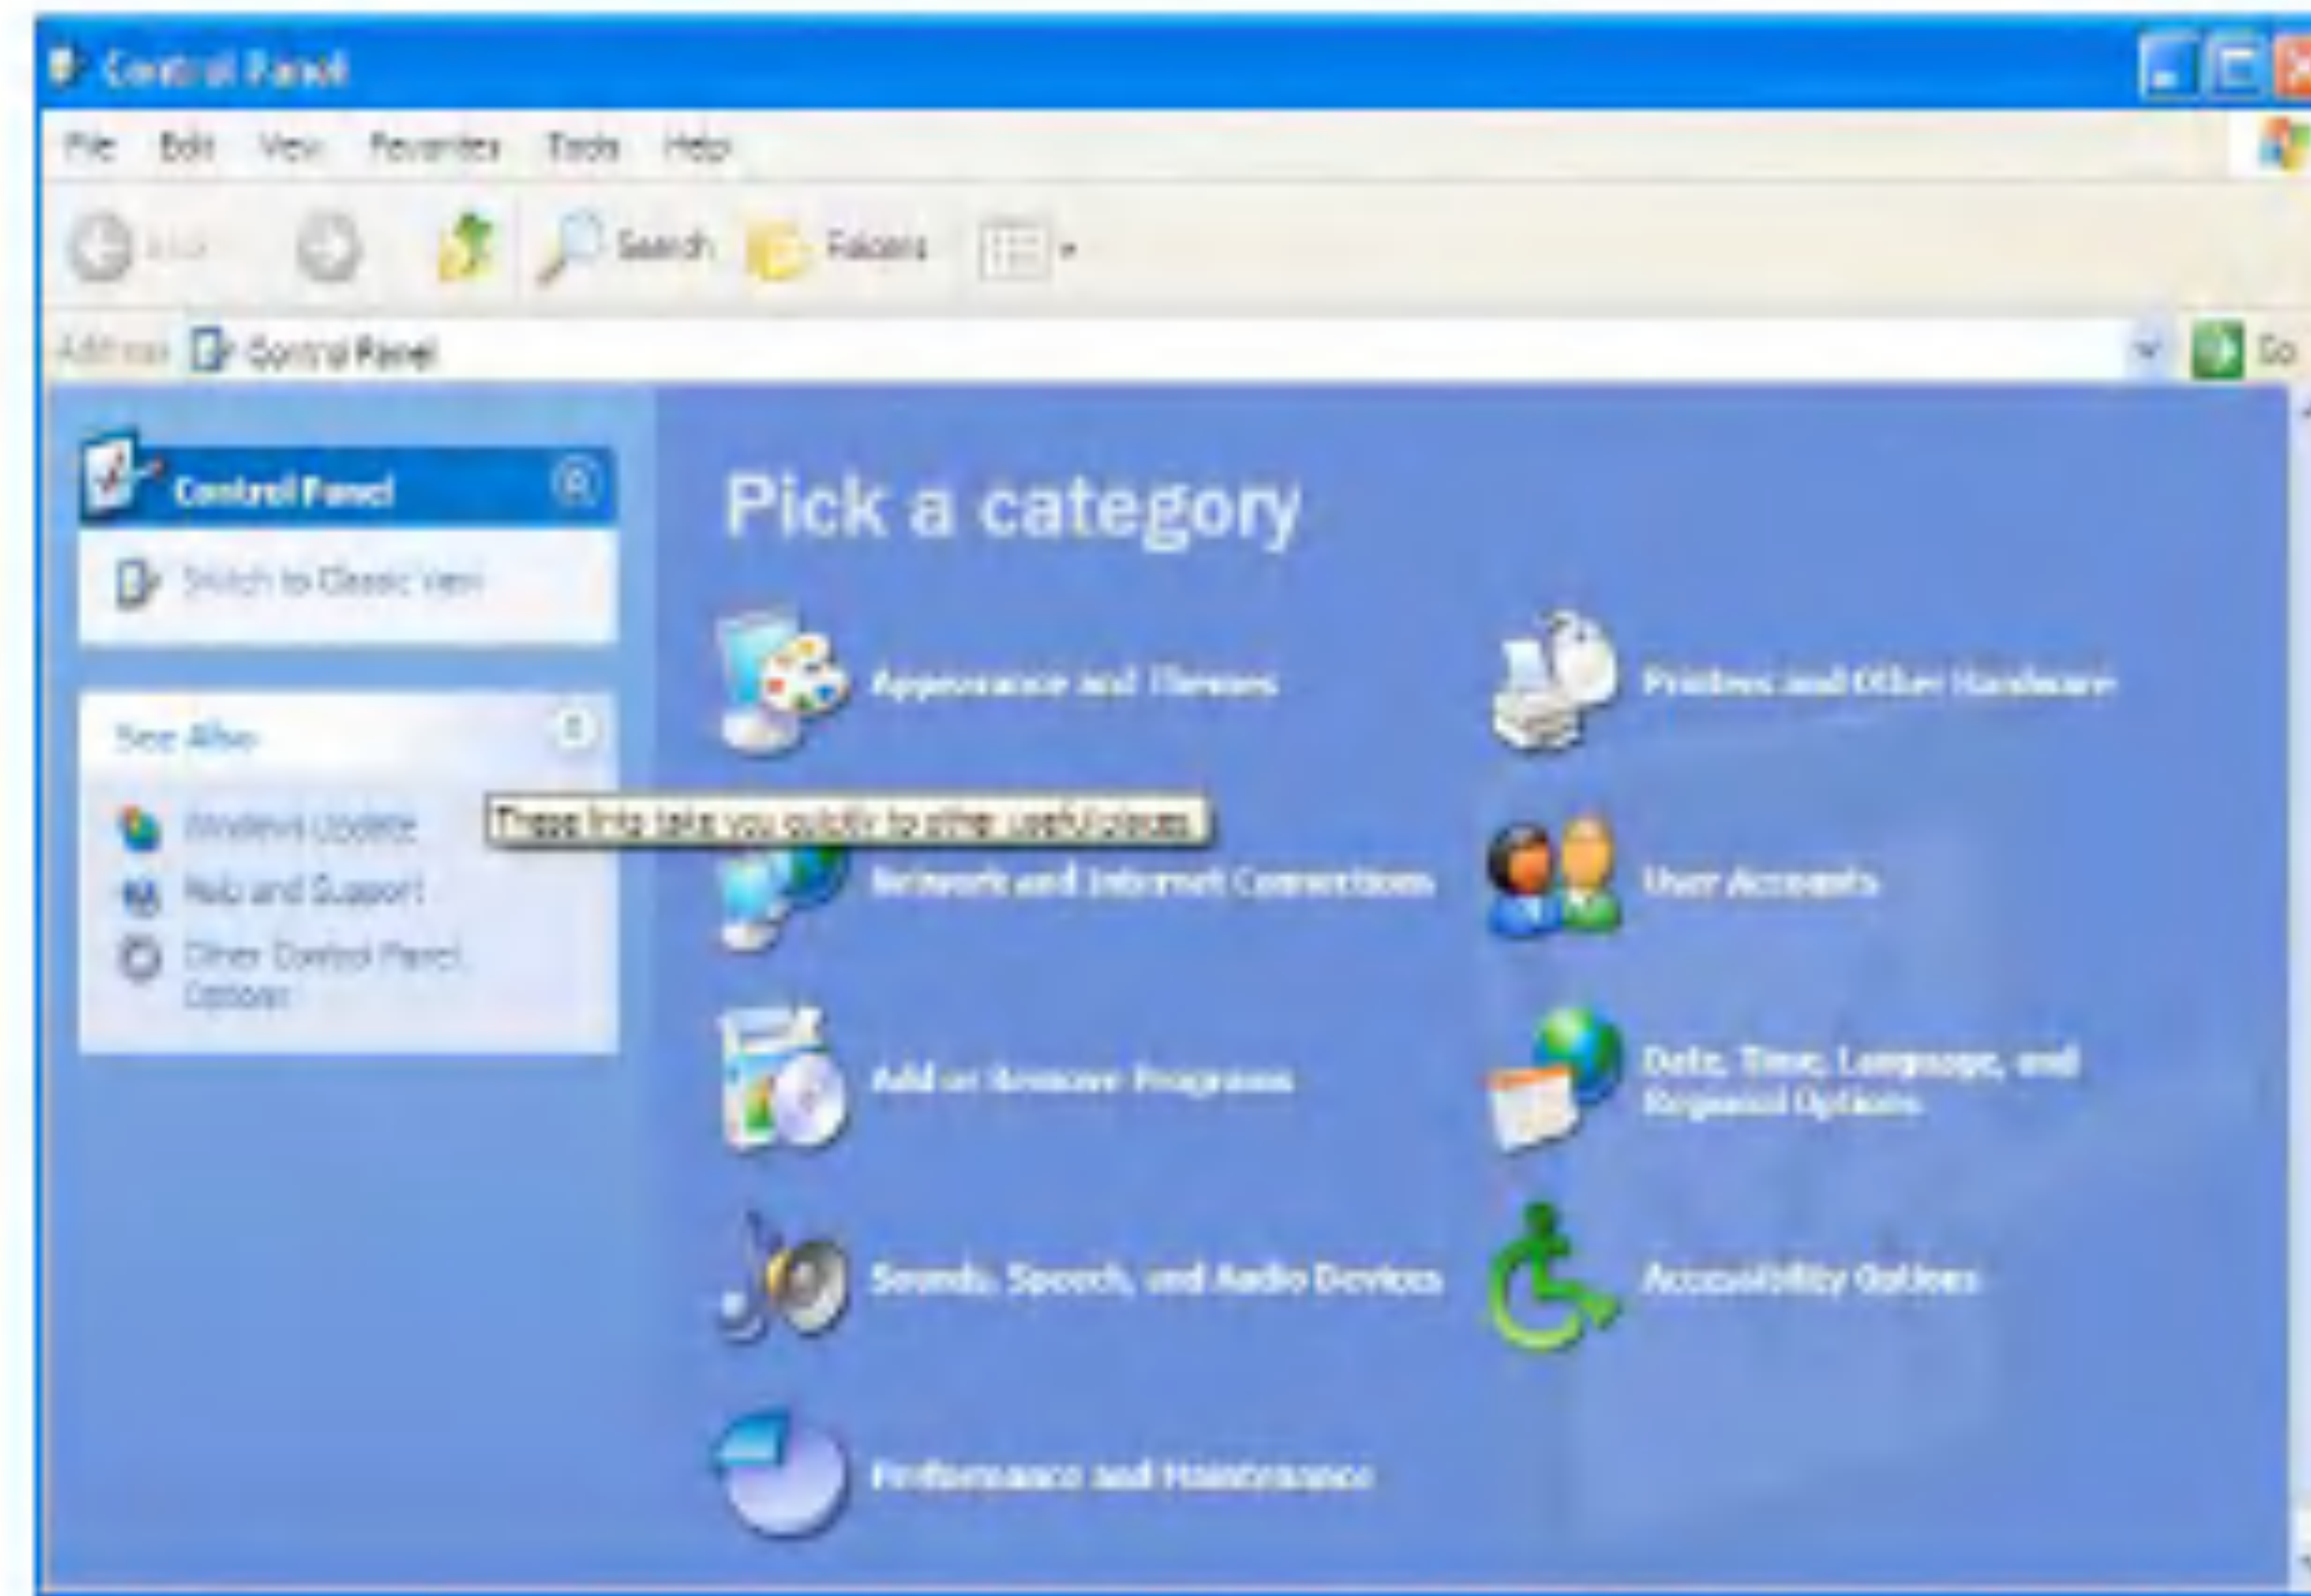 Control Panel
File Edit View Favorites Tools Help
Back Search Folders
Address Control Panel Go
Control Panel
Switch to Classic View
See Also
Windows Update
Help and Support
Other Control Panel
Options
These links take you quickly to other useful places.
Pick a category
Appearance and Themes
Printers and Other Hardware
Network and Internet Connections
User Accounts
Add or Remove Programs
Date, Time, Language, and
Regional Options
Sounds, Speech, and Audio Devices
Accessibility Options
Performance and Maintenance